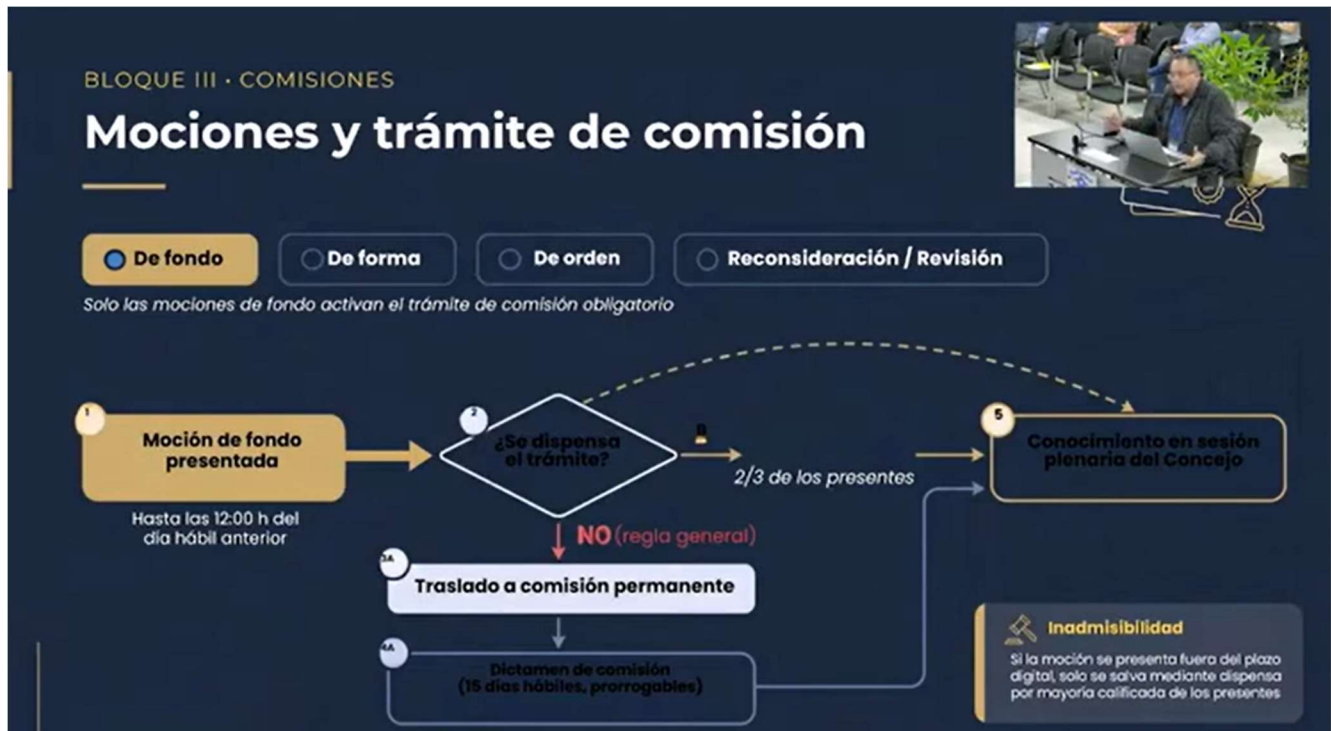 BLOQUE III · COMISIONES
Mociones y trámite de comisión
De fondo
De forma
De orden
Reconsideración / Revisión
Solo las mociones de fondo activan el trámite de comisión obligatorio
1
Moción de fondo
presentada
Hasta las 12:00 h del
día hábil anterior
2
¿Se dispensa
el trámite?
B
2/3 de los presentes
5
Conocimiento en sesión
plenaria del Concejo
NO (regla general)
3A
Traslado a comisión permanente
4A
Dictamen de comisión
(15 días hábiles, prorrogables)
Inadmisibilidad
Si la moción se presenta fuera del plazo
digital, solo se salva mediante dispensa
por mayoría calificada de los presentes